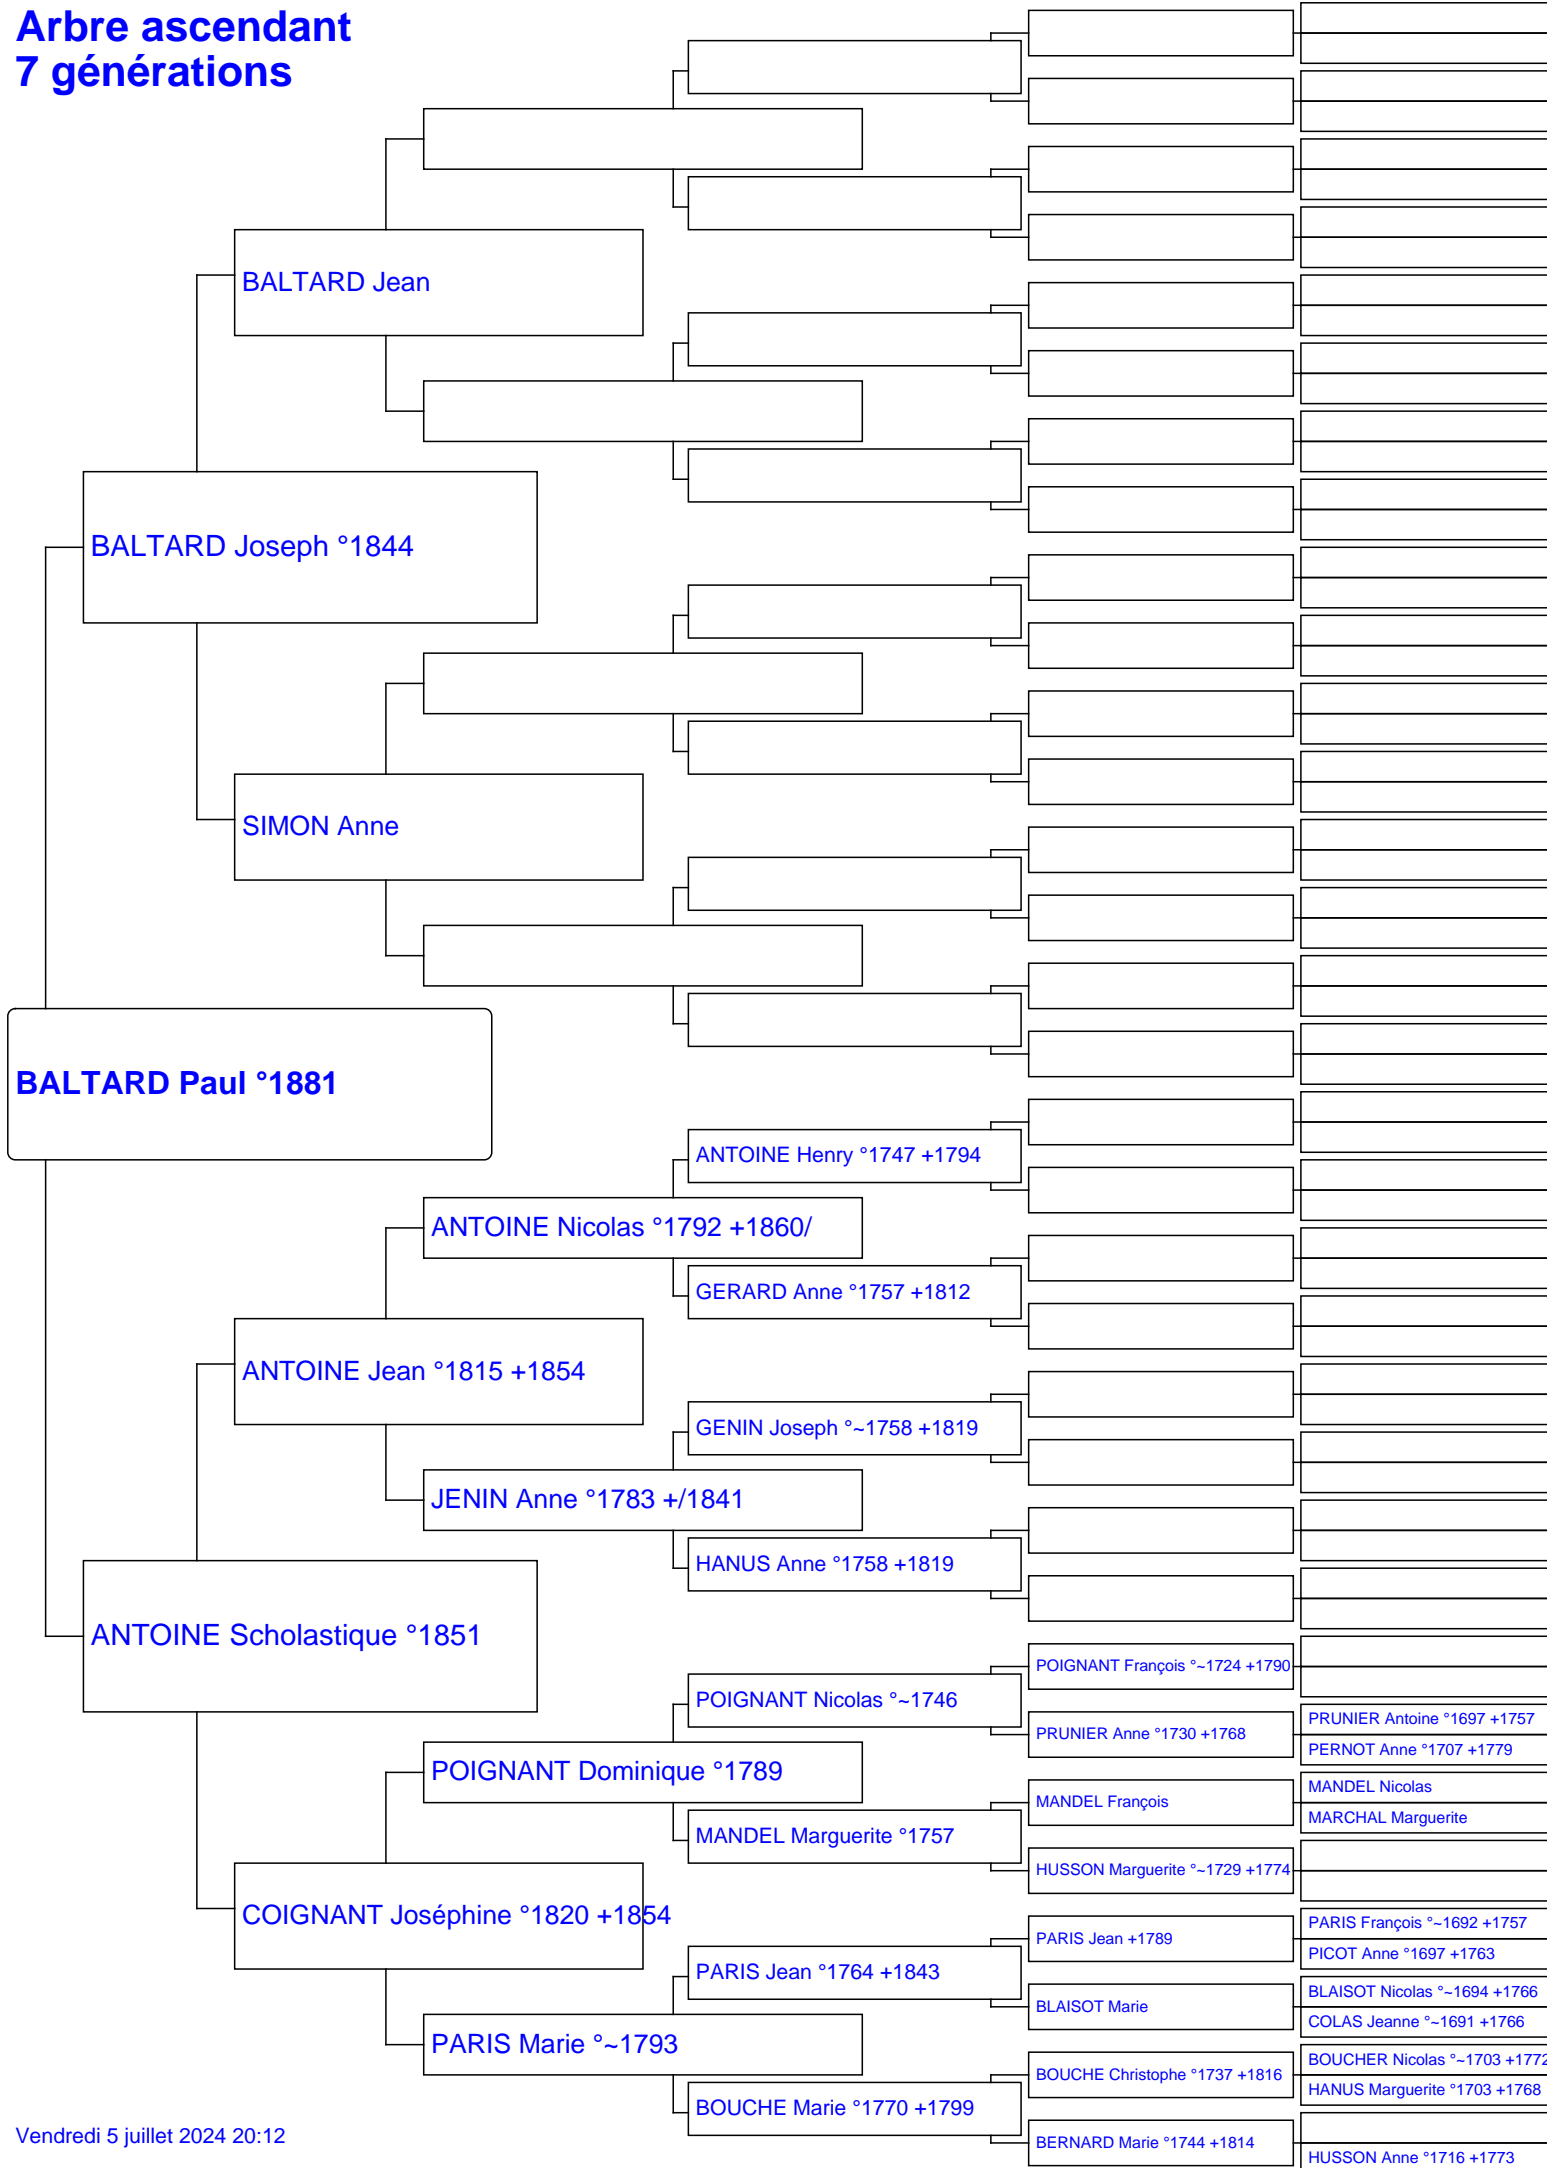 Arbre ascendant
7 générations
BALTARD Jean
BALTARD Joseph °1844
SIMON Anne
BALTARD Paul °1881
ANTOINE Henry °1747 +1794
ANTOINE Nicolas °1792 +1860/
GERARD Anne °1757 +1812
ANTOINE Jean °1815 +1854
GENIN Joseph °~1758 +1819
JENIN Anne °1783 +/1841
HANUS Anne °1758 +1819
ANTOINE Scholastique °1851
POIGNANT François °~1724 +1790
POIGNANT Nicolas °~1746
PRUNIER Antoine °1697 +1757
PRUNIER Anne °1730 +1768
PERNOT Anne °1707 +1779
POIGNANT Dominique °1789
MANDEL Nicolas
MANDEL François
MARCHAL Marguerite
MANDEL Marguerite °1757
HUSSON Marguerite °~1729 +1774
COIGNANT Joséphine °1820 +1854
PARIS François °~1692 +1757
PARIS Jean +1789
PICOT Anne °1697 +1763
PARIS Jean °1764 +1843
BLAISOT Nicolas °~1694 +1766
BLAISOT Marie
COLAS Jeanne °~1691 +1766
PARIS Marie °~1793
BOUCHER Nicolas °~1703 +1772
BOUCHE Christophe °1737 +1816
HANUS Marguerite °1703 +1768
BOUCHE Marie °1770 +1799
BERNARD Marie °1744 +1814
HUSSON Anne °1716 +1773
Vendredi 5 juillet 2024 20:12